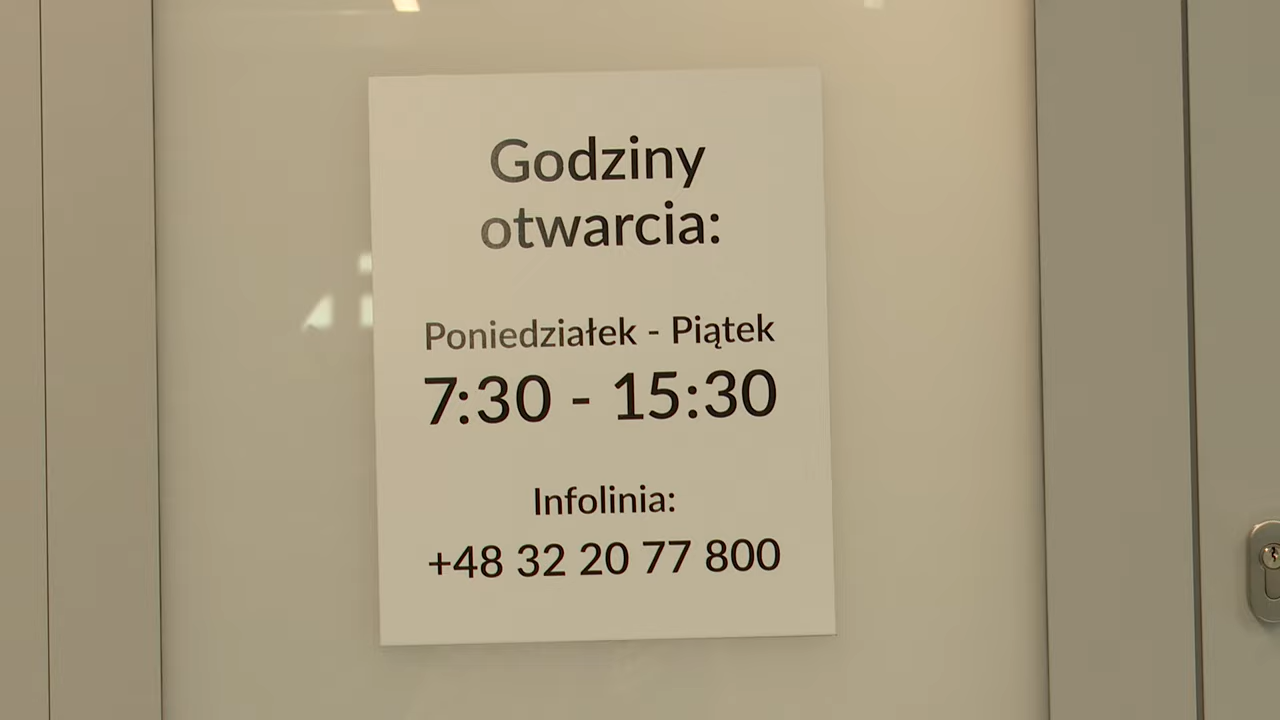 Godziny
otwarcia:
Poniedziałek - Piątek
7:30 - 15:30
Infolinia:
+48 32 20 77 800